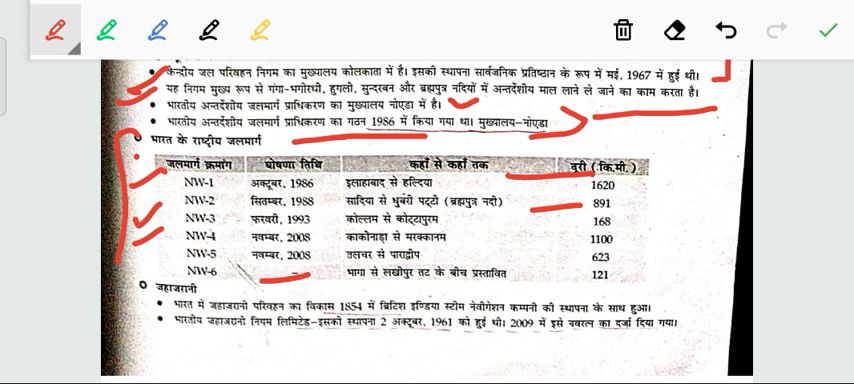 केन्द्रीय जल परिवहन निगम का मुख्यालय कोलकाता में है। इसकी स्थापना सार्वजनिक प्रतिष्ठान के रूप में मई, 1967 में हुई थी।
यह निगम मुख्य रूप से गंगा-भागीरथी, हुगली, सुन्दरबन और ब्रह्मपुत्र नदियों में अन्तर्देशीय माल लाने ले जाने का काम करता है।
भारतीय अन्तर्देशीय जलमार्ग प्राधिकरण का मुख्यालय नोएडा में है।
भारतीय अन्तर्देशीय जलमार्ग प्राधिकरण का गठन 1986 में किया गया था। मुख्यालय-नोएडा
भारत के राष्ट्रीय जलमार्ग
जलमार्ग क्रमांग घोषणा तिथि कहाँ से कहाँ तक दूरी (कि.मी.)
NW-1 अक्टूबर, 1986 इलाहाबाद से हल्दिया 1620
NW-2 सितम्बर, 1988 सादिया से धुबरी पट्टी (ब्रह्मपुत्र नदी) 891
NW-3 फरवरी, 1993 कोल्लम से कोट्टापुरम 168
NW-4 नवम्बर, 2008 काकीनाड़ा से मरक्कानम 1100
NW-5 नवम्बर, 2008 तलचर से पाराद्वीप 623
NW-6 - भागा से लखीपुर तट के बीच प्रस्तावित 121
जहाजरानी
भारत में जहाजरानी परिवहन का विकास 1854 में ब्रिटिश इण्डिया स्टीम नेवीगेशन कम्पनी की स्थापना के साथ हुआ।
भारतीय जहाजरानी निगम लिमिटेड-इसकी स्थापना 2 अक्टूबर, 1961 को हुई थी। 2009 में इसे नवरत्न का दर्जा दिया गया।